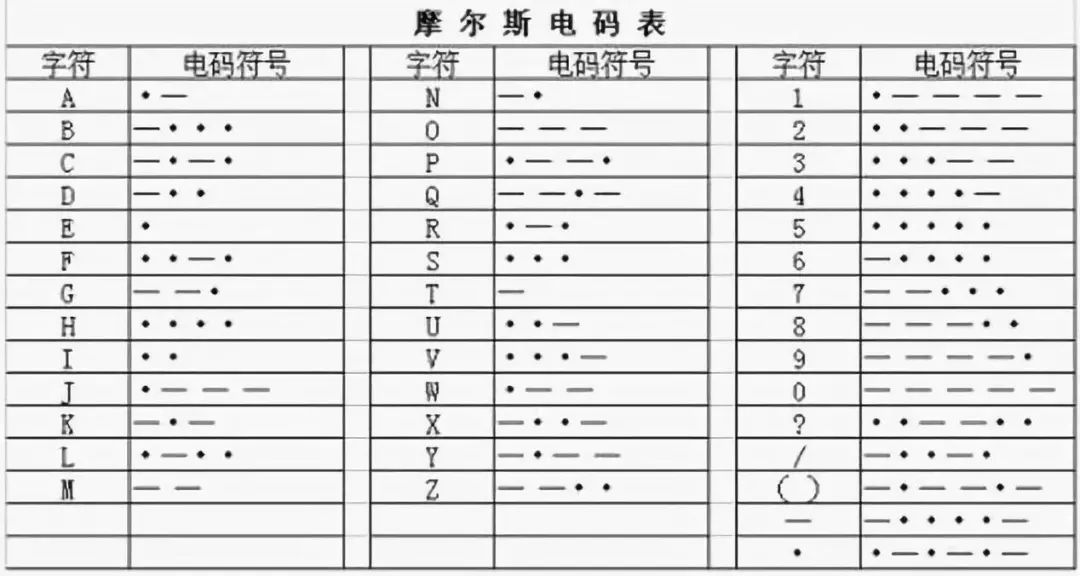 摩尔斯电码表
字符 电码符号 字符 电码符号 字符 电码符号
A •— N —• 1 •————
B —••• O ——— 2 ••———
C —•—• P •——• 3 •••——
D —•• Q ——•— 4 ••••—
E • R •—• 5 •••••
F ••—• S ••• 6 —••••
G ——• T — 7 ——•••
H •••• U ••— 8 ———••
I •• V •••— 9 ————•
J •——— W •—— 0 —————
K —•— X —••— ? ••——••
L •—•• Y —•—— / —••—•
M —— Z ——•• ( ) —•——•—
— —••••—
• •—•—•—